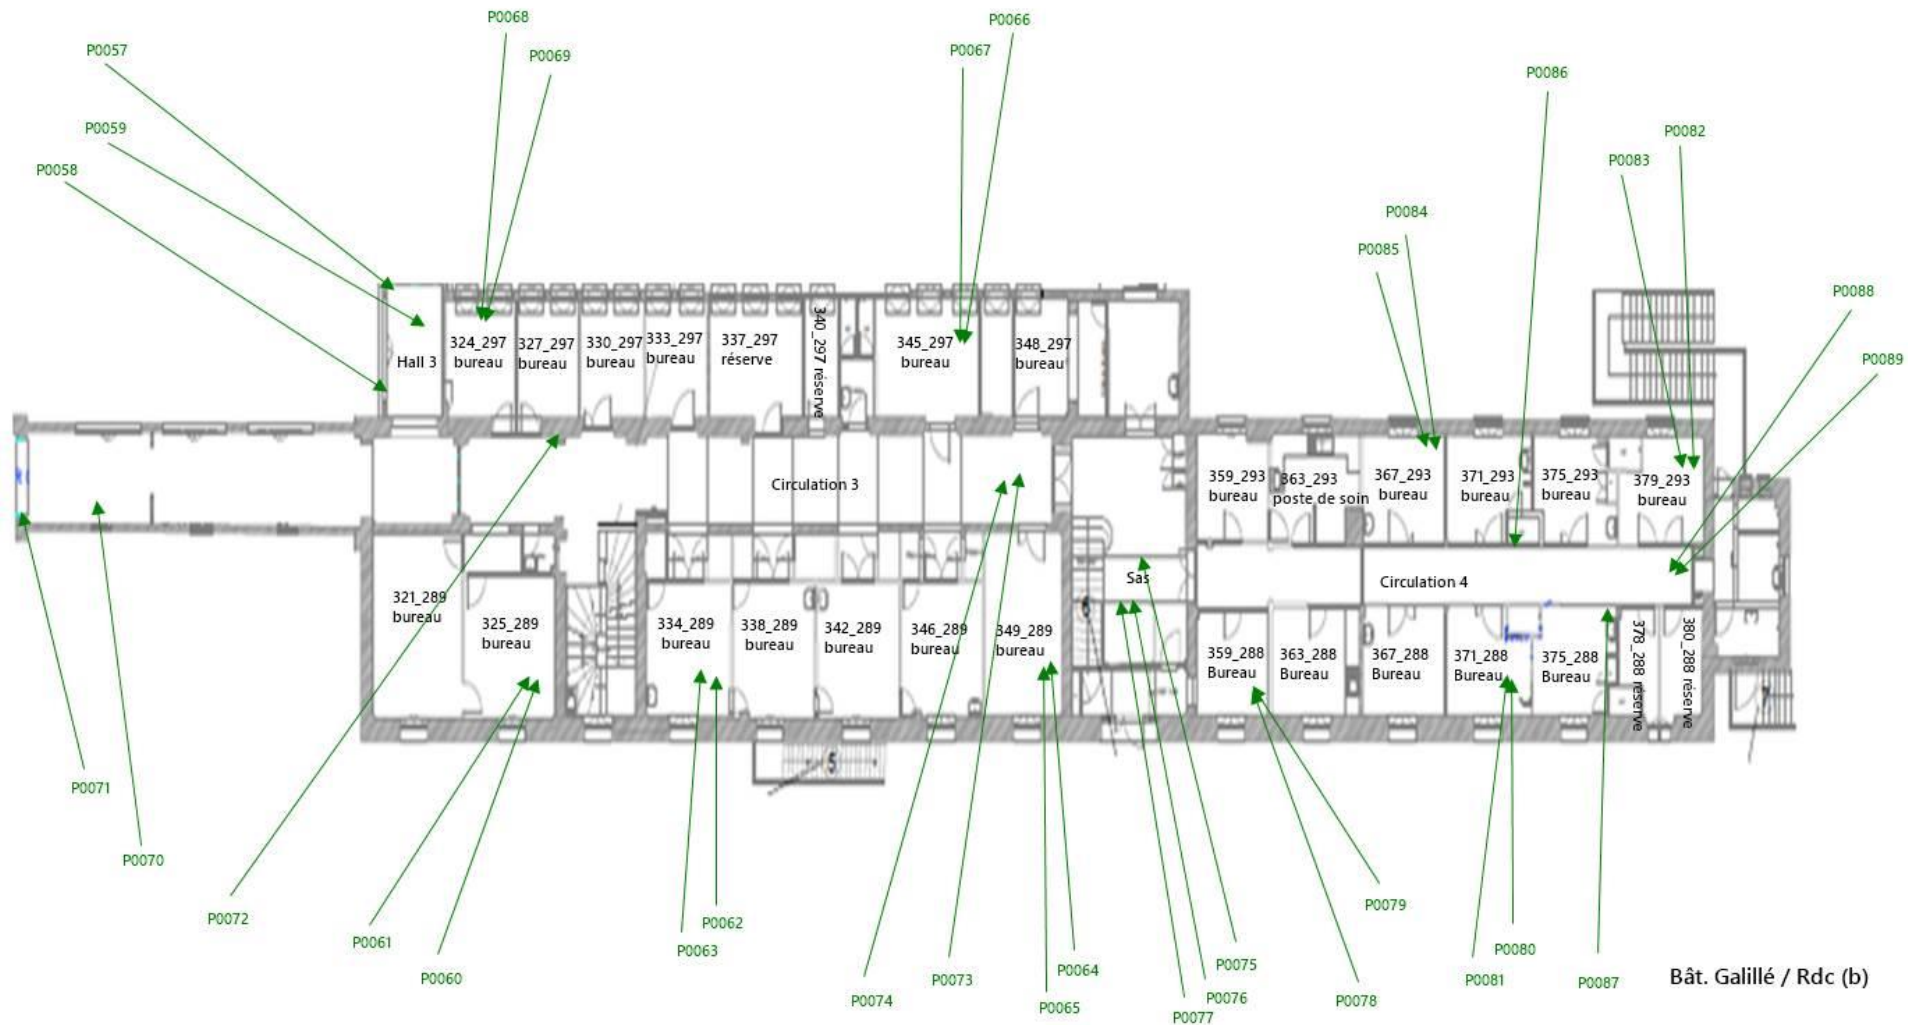 P0068
P0066
P0057
P0067
P0069
P0086
P0059
P0082
P0083
P0058
P0084
P0085
P0088
P0089
Hall 3
324_297
bureau
327_297
bureau
330_297
bureau
333_297
bureau
337_297
réserve
340_297 réserve
345_297
bureau
348_297
bureau
Circulation 3
359_293
bureau
363_293
poste de soin
367_293
bureau
371_293
bureau
375_293
bureau
379_293
bureau
Sas
Circulation 4
321_289
bureau
325_289
bureau
334_289
bureau
338_289
bureau
342_289
bureau
346_289
bureau
349_289
bureau
359_288
Bureau
363_288
Bureau
367_288
Bureau
371_288
Bureau
375_288
Bureau
378_288 réserve
380_288 réserve
5
P0071
P0070
P0072
P0061
P0060
P0063
P0062
P0074
P0073
P0065
P0064
P0075
P0076
P0077
P0079
P0078
P0081
P0080
P0087
Bât. Galillé / Rdc (b)